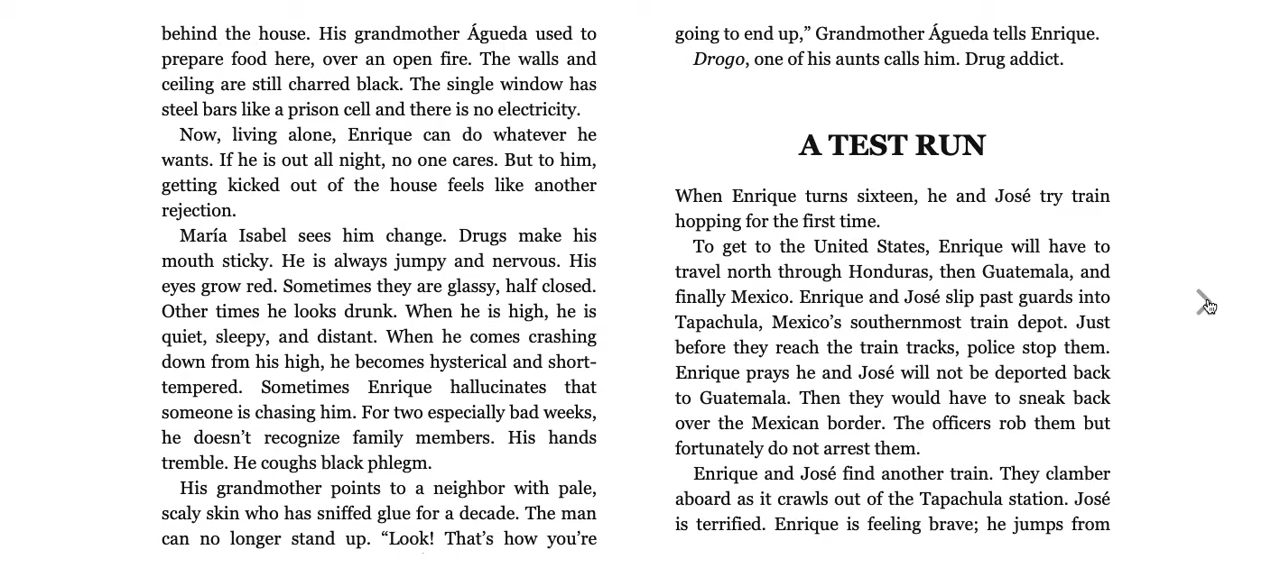 behind the house. His grandmother Águeda used to
prepare food here, over an open fire. The walls and
ceiling are still charred black. The single window has
steel bars like a prison cell and there is no electricity.
Now, living alone, Enrique can do whatever he
wants. If he is out all night, no one cares. But to him,
getting kicked out of the house feels like another
rejection.
María Isabel sees him change. Drugs make his
mouth sticky. He is always jumpy and nervous. His
eyes grow red. Sometimes they are glassy, half closed.
Other times he looks drunk. When he is high, he is
quiet, sleepy, and distant. When he comes crashing
down from his high, he becomes hysterical and short-
tempered. Sometimes Enrique hallucinates that
someone is chasing him. For two especially bad weeks,
he doesn’t recognize family members. His hands
tremble. He coughs black phlegm.
His grandmother points to a neighbor with pale,
scaly skin who has sniffed glue for a decade. The man
can no longer stand up. “Look! That’s how you’re
going to end up,” Grandmother Águeda tells Enrique.
Drogo, one of his aunts calls him. Drug addict.
A TEST RUN
When Enrique turns sixteen, he and José try train
hopping for the first time.
To get to the United States, Enrique will have to
travel north through Honduras, then Guatemala, and
finally Mexico. Enrique and José slip past guards into
Tapachula, Mexico’s southernmost train depot. Just
before they reach the train tracks, police stop them.
Enrique prays he and José will not be deported back
to Guatemala. Then they would have to sneak back
over the Mexican border. The officers rob them but
fortunately do not arrest them.
Enrique and José find another train. They clamber
aboard as it crawls out of the Tapachula station. José
is terrified. Enrique is feeling brave; he jumps from